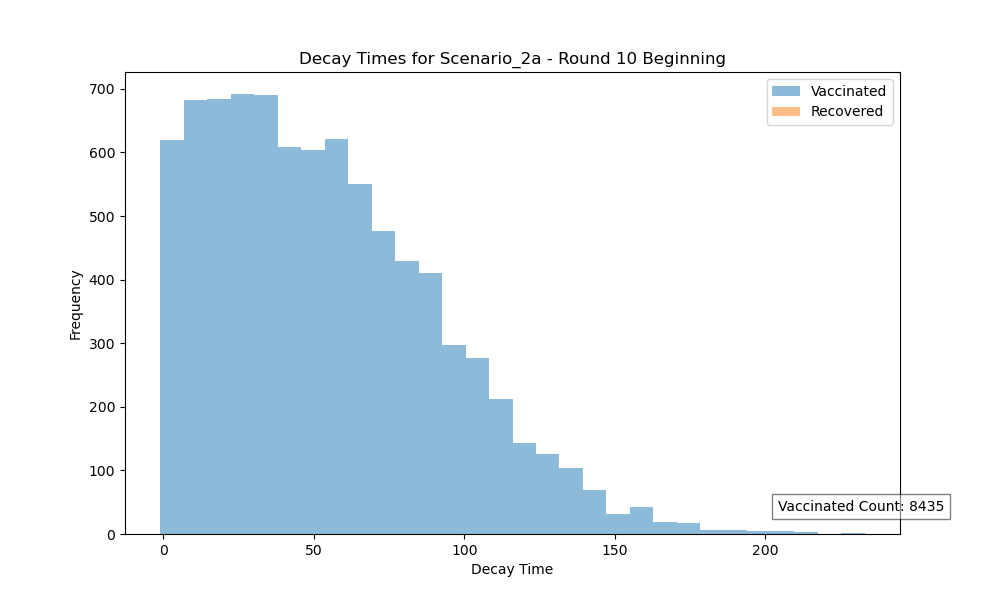 Decay Times for Scenario_2a - Round 10 Beginning
Vaccinated
Recovered
700
600
500
400
300
200
100
0
Frequency
Vaccinated Count: 8435
0 50 100 150 200
Decay Time